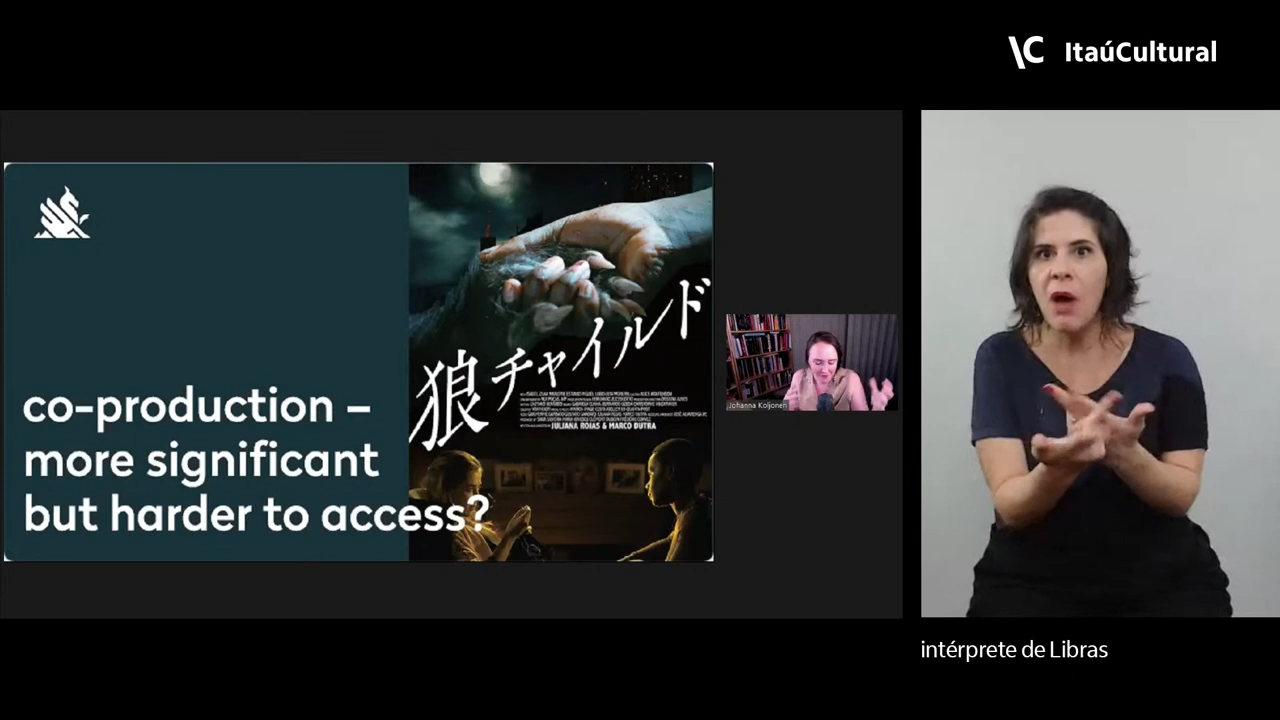 \C ItaúCultural
co-production –
more significant
but harder to access?
狼チャイルド
JULIANA ROJAS & MARCO DUTRA
Johanna Koljonen
intérprete de Libras